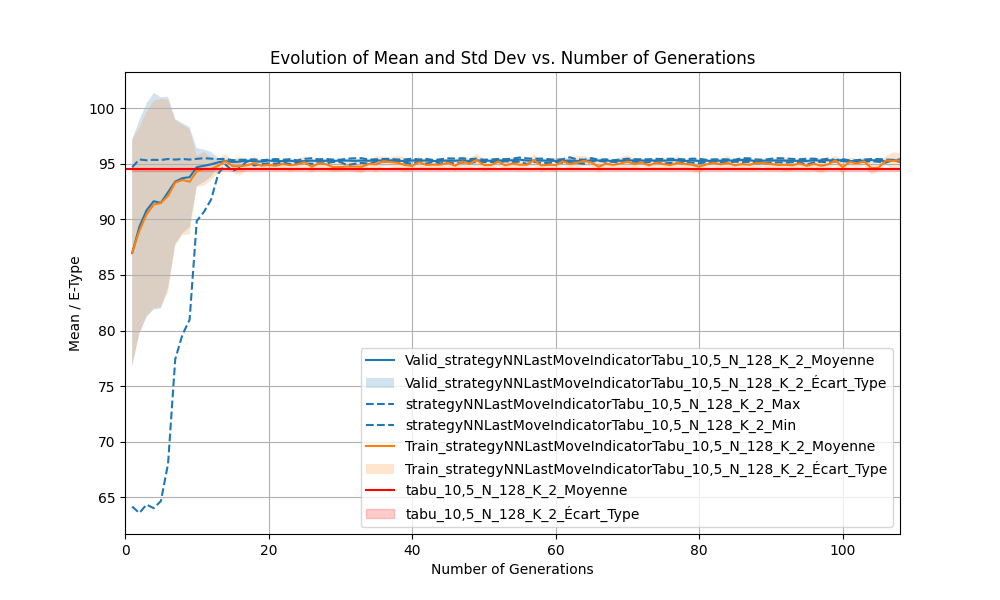 Evolution of Mean and Std Dev vs. Number of Generations
Mean / E-Type
100
95
90
85
80
75
70
65
Valid_strategyNNLastMoveIndicatorTabu_10,5_N_128_K_2_Moyenne
Valid_strategyNNLastMoveIndicatorTabu_10,5_N_128_K_2_Écart_Type
strategyNNLastMoveIndicatorTabu_10,5_N_128_K_2_Max
strategyNNLastMoveIndicatorTabu_10,5_N_128_K_2_Min
Train_strategyNNLastMoveIndicatorTabu_10,5_N_128_K_2_Moyenne
Train_strategyNNLastMoveIndicatorTabu_10,5_N_128_K_2_Écart_Type
tabu_10,5_N_128_K_2_Moyenne
tabu_10,5_N_128_K_2_Écart_Type
0 20 40 60 80 100
Number of Generations